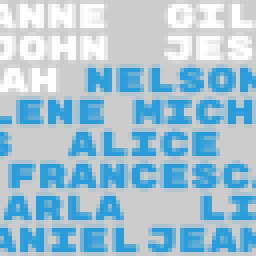 ANNE GIL
JOHN JES
AH NELSON
LENE MICH
S ALICE
FRANCESCA
ARLA LI
ANIEL JEAN